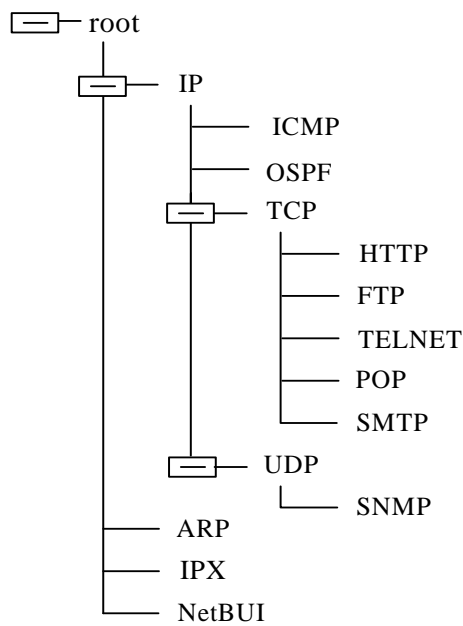 root
IP
ICMP
OSPF
TCP
HTTP
FTP
TELNET
POP
SMTP
UDP
SNMP
ARP
IPX
NetBUI